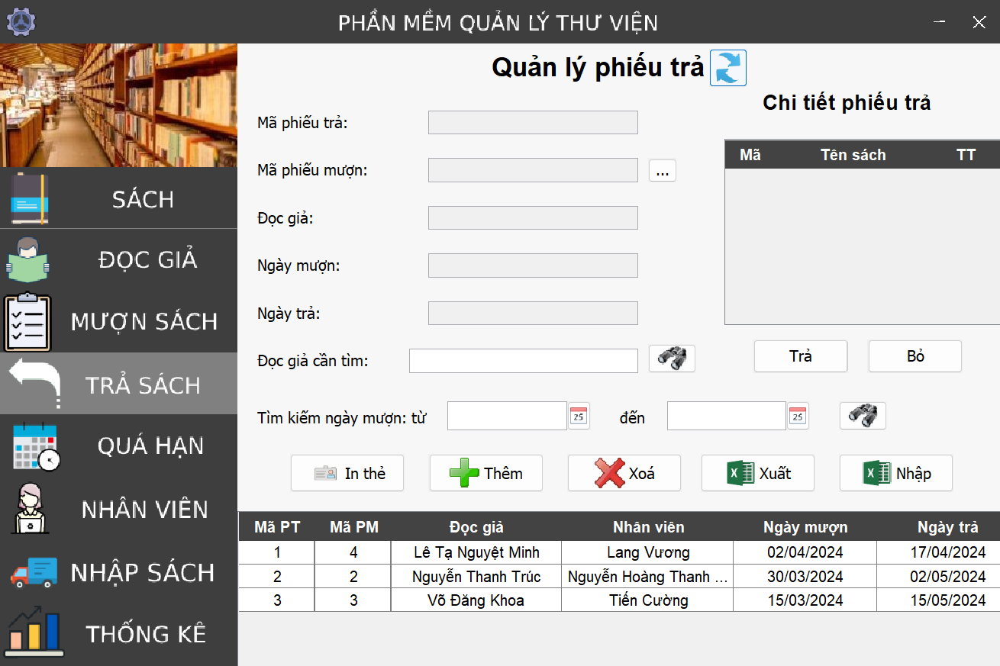 PHẦN MỀM QUẢN LÝ THƯ VIỆN
SÁCH
ĐỌC GIẢ
MƯỢN SÁCH
TRẢ SÁCH
QUÁ HẠN
NHÂN VIÊN
NHẬP SÁCH
THỐNG KÊ
Quản lý phiếu trả
Mã phiếu trả:
Mã phiếu mượn: ...
Đọc giả:
Ngày mượn:
Ngày trả:
Đọc giả cần tìm:
Chi tiết phiếu trả
Mã Tên sách TT
Trả Bỏ
Tìm kiếm ngày mượn: từ 25 đến 25
In thẻ Thêm Xoá Xuất Nhập
Mã PT Mã PM Đọc giả Nhân viên Ngày mượn Ngày trả
1 4 Lê Tạ Nguyệt Minh Lang Vương 02/04/2024 17/04/2024
2 2 Nguyễn Thanh Trúc Nguyễn Hoàng Thanh ... 30/03/2024 02/05/2024
3 3 Võ Đăng Khoa Tiến Cường 15/03/2024 15/05/2024